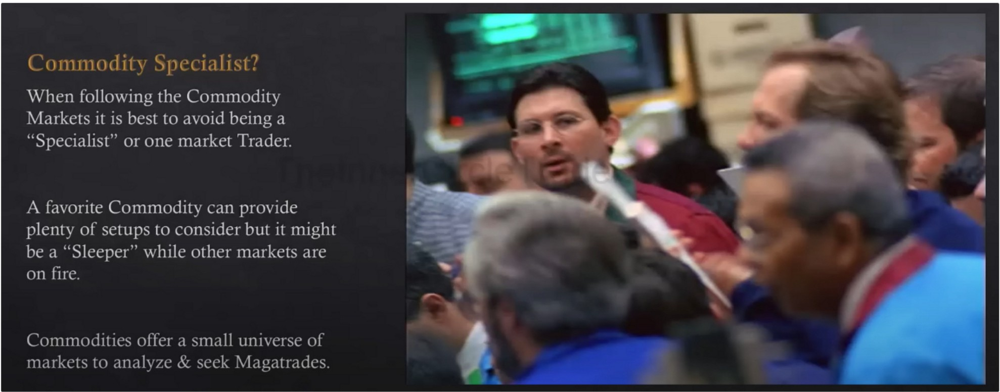 Commodity Specialist?
When following the Commodity
Markets it is best to avoid being a
“Specialist” or one market Trader.
A favorite Commodity can provide
plenty of setups to consider but it might
be a “Sleeper” while other markets are
on fire.
Commodities offer a small universe of
markets to analyze & seek Magatrades.